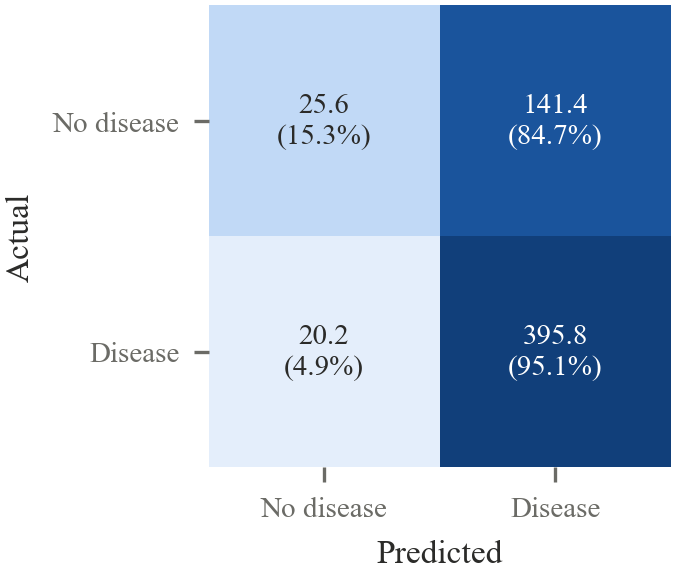 No disease
25.6
(15.3%)
141.4
(84.7%)
Actual
Disease
20.2
(4.9%)
395.8
(95.1%)
No disease
Disease
Predicted